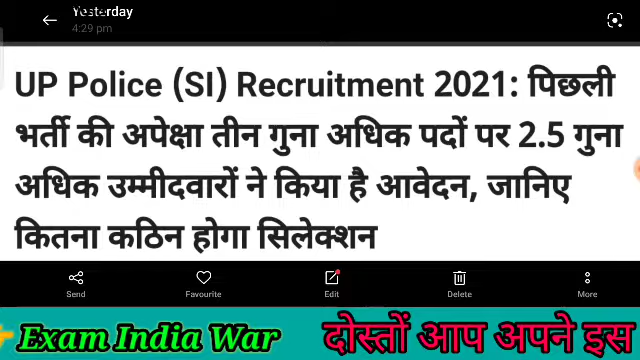 Yesterday
4:29 pm
UP Police (SI) Recruitment 2021: पिछली
भर्ती की अपेक्षा तीन गुना अधिक पदों पर 2.5 गुना
अधिक उम्मीदवारों ने किया है आवेदन, जानिए
कितना कठिन होगा सिलेक्शन
Send Favourite Edit Delete More
Exam India War दोस्तों आप अपने इस